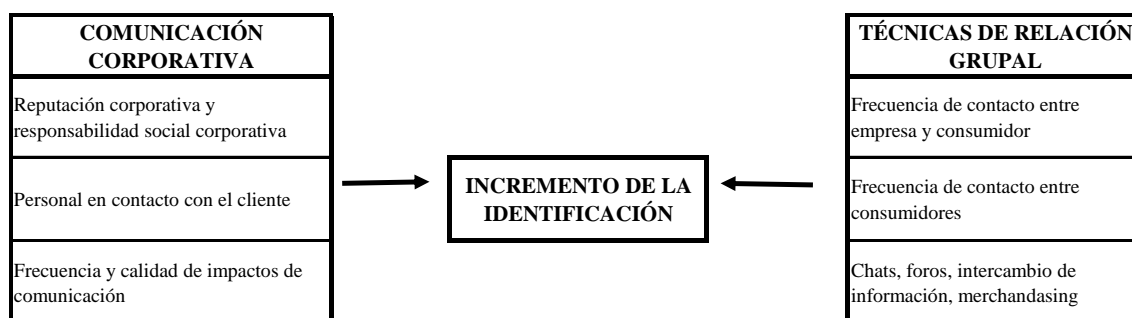 COMUNICACIÓN
CORPORATIVA
Reputación corporativa y
responsabilidad social corporativa
Personal en contacto con el cliente
Frecuencia y calidad de impactos de
comunicación
INCREMENTO DE LA
IDENTIFICACIÓN
TÉCNICAS DE RELACIÓN
GRUPAL
Frecuencia de contacto entre
empresa y consumidor
Frecuencia de contacto entre
consumidores
Chats, foros, intercambio de
información, merchandasing